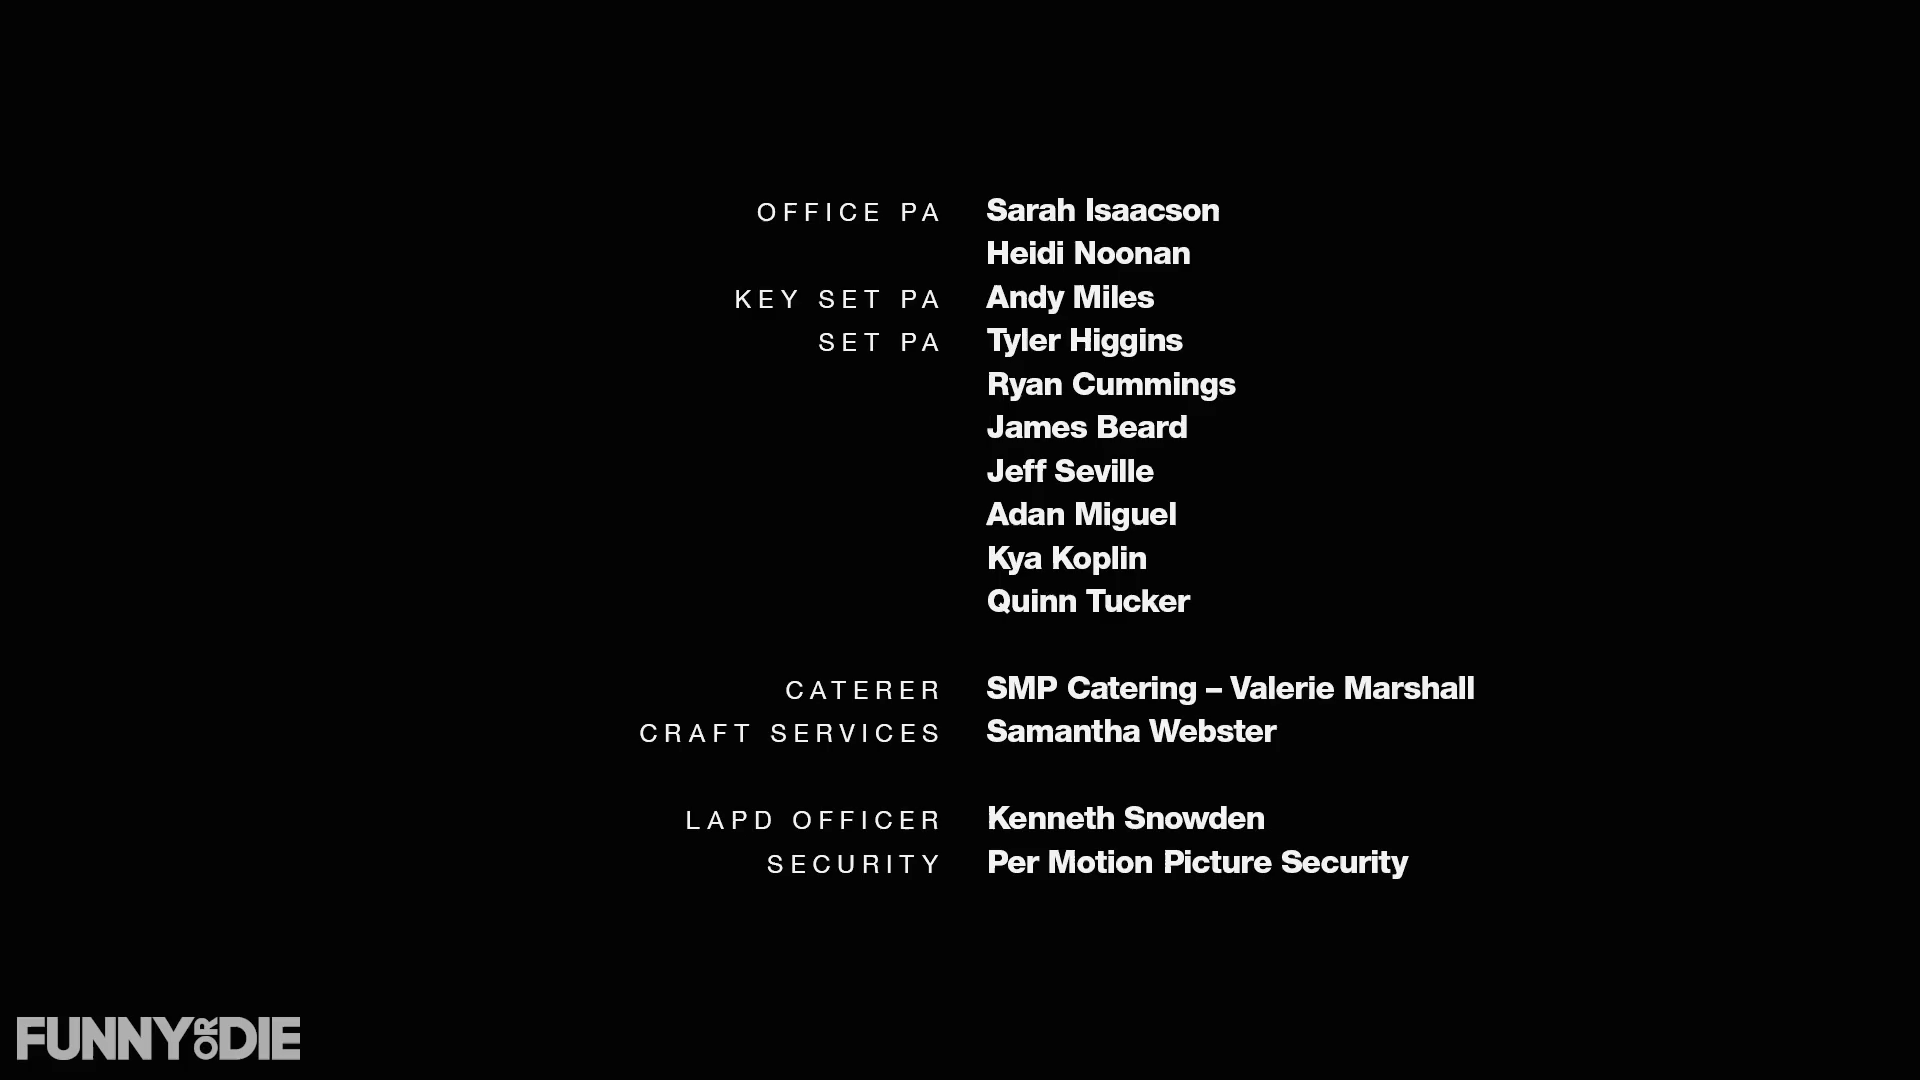 OFFICE PA Sarah Isaacson
Heidi Noonan
KEY SET PA Andy Miles
SET PA Tyler Higgins
Ryan Cummings
James Beard
Jeff Seville
Adan Miguel
Kya Koplin
Quinn Tucker
CATERER SMP Catering – Valerie Marshall
CRAFT SERVICES Samantha Webster
LAPD OFFICER Kenneth Snowden
SECURITY Per Motion Picture Security
FUNNY OR DIE